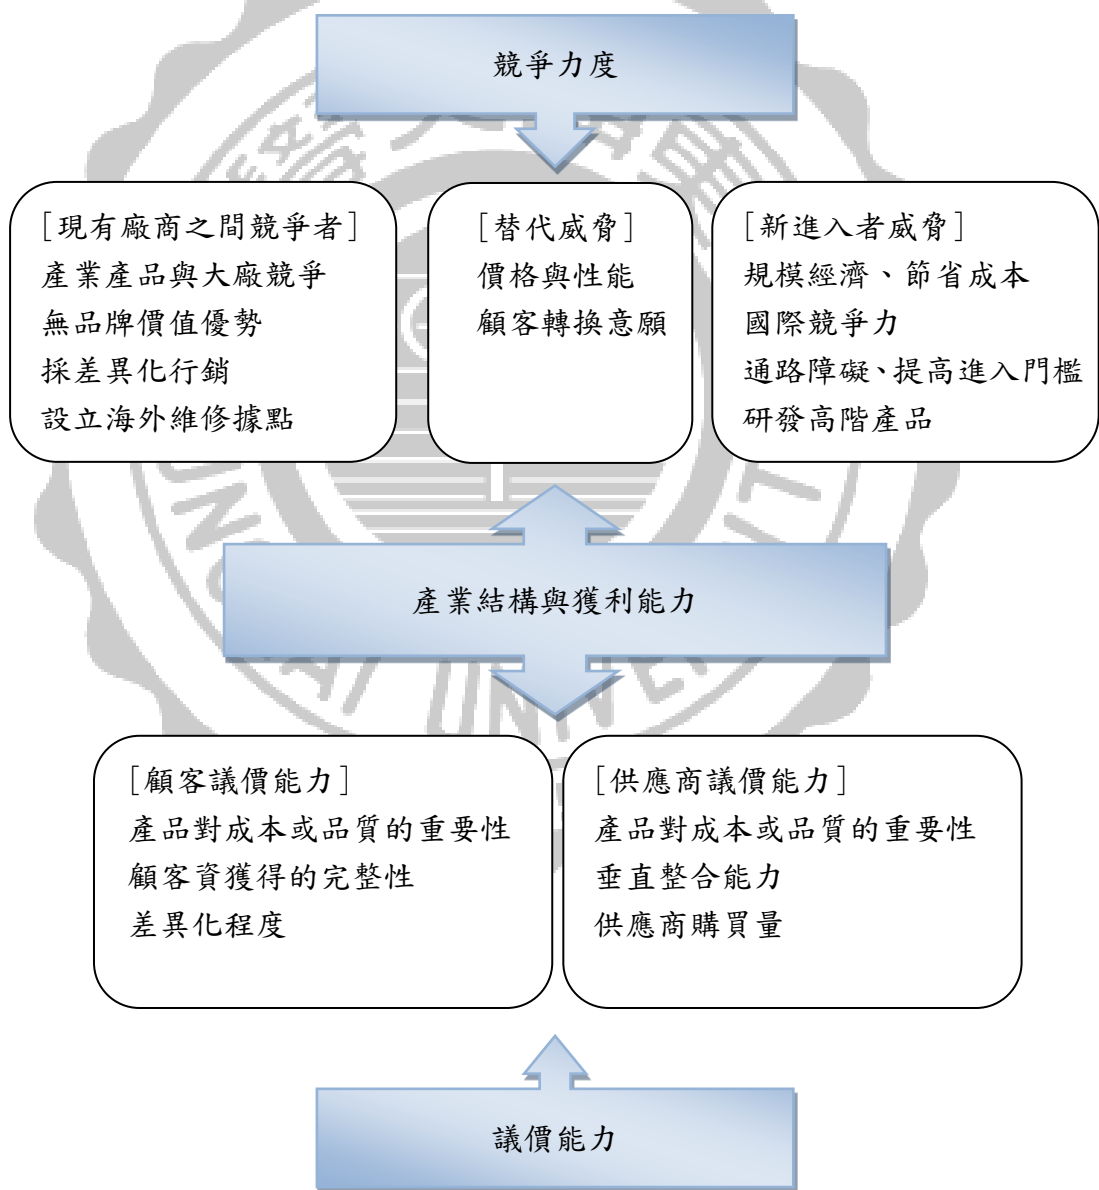 競爭力度
[現有廠商之間競爭者]
產業產品與大廠競爭
無品牌價值優勢
採差異化行銷
設立海外維修據點
[替代威脅]
價格與性能
顧客轉換意願
[新進入者威脅]
規模經濟、節省成本
國際競爭力
通路障礙、提高進入門檻
研發高階產品
產業結構與獲利能力
[顧客議價能力]
產品對成本或品質的重要性
顧客資獲得的完整性
差異化程度
[供應商議價能力]
產品對成本或品質的重要性
垂直整合能力
供應商購買量
議價能力